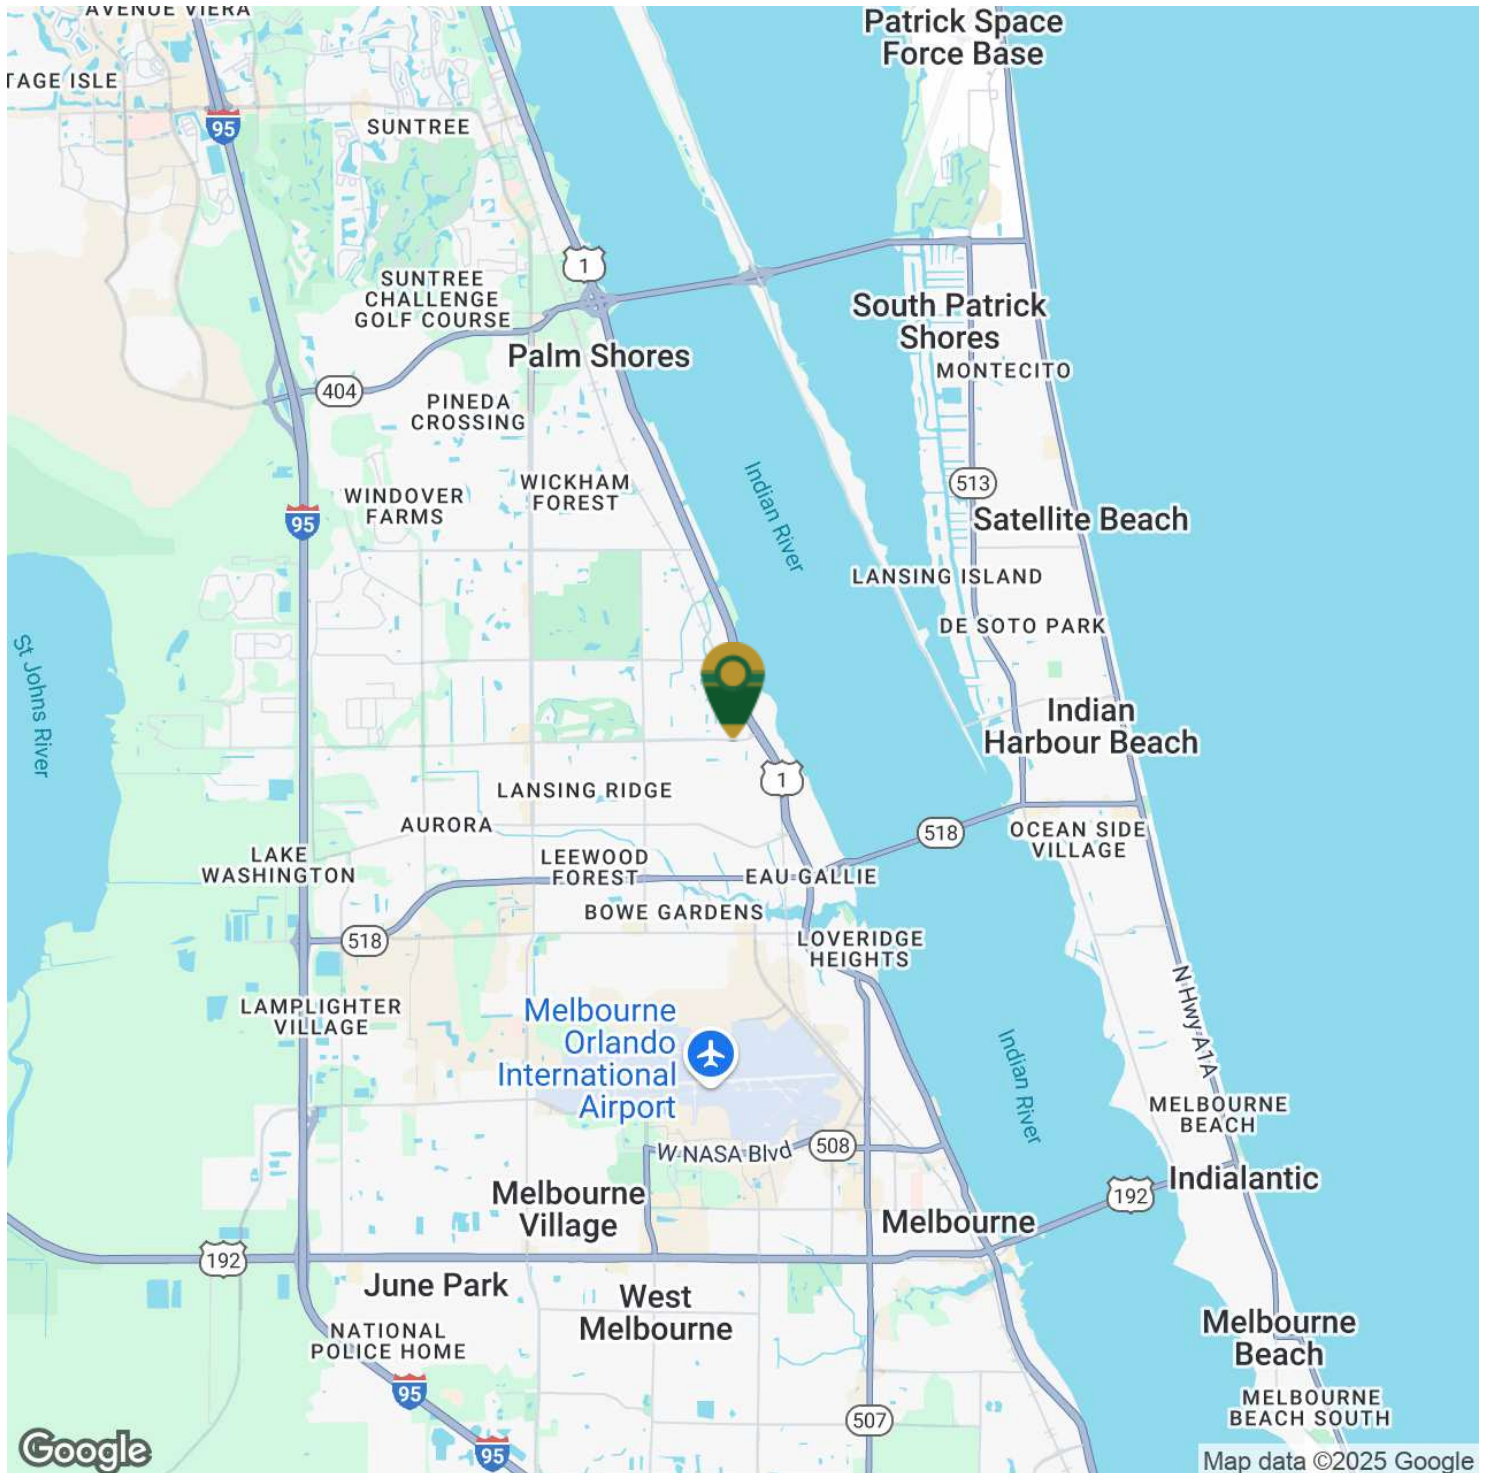 AVENUE VIERA
Patrick Space
Force Base
TAGE ISLE
95
SUNTREE
1
SUNTREE
CHALLENGE
GOLF COURSE
South Patrick
Shores
Palm Shores
MONTECITO
404
PINEDA
CROSSING
Indian River
WICKHAM
FOREST
513
WINDOVER
FARMS
95
Satellite Beach
LANSING ISLAND
DE SOTO PARK
St Johns River
Indian
Harbour Beach
1
LANSING RIDGE
AURORA
518
OCEAN SIDE
VILLAGE
LAKE
WASHINGTON
LEEWOOD
FOREST
EAU GALLIE
BOWE GARDENS
518
LOVERIDGE
HEIGHTS
N Hwy A1A
LAMPLIGHTER
VILLAGE
Melbourne
Orlando
International
Airport
Indian River
MELBOURNE
BEACH
W NASA Blvd
508
Indialantic
192
Melbourne
Village
Melbourne
192
June Park
West
Melbourne
NATIONAL
POLICE HOME
Melbourne
Beach
95
MELBOURNE
BEACH SOUTH
507
95
Google
Map data ©2025 Google